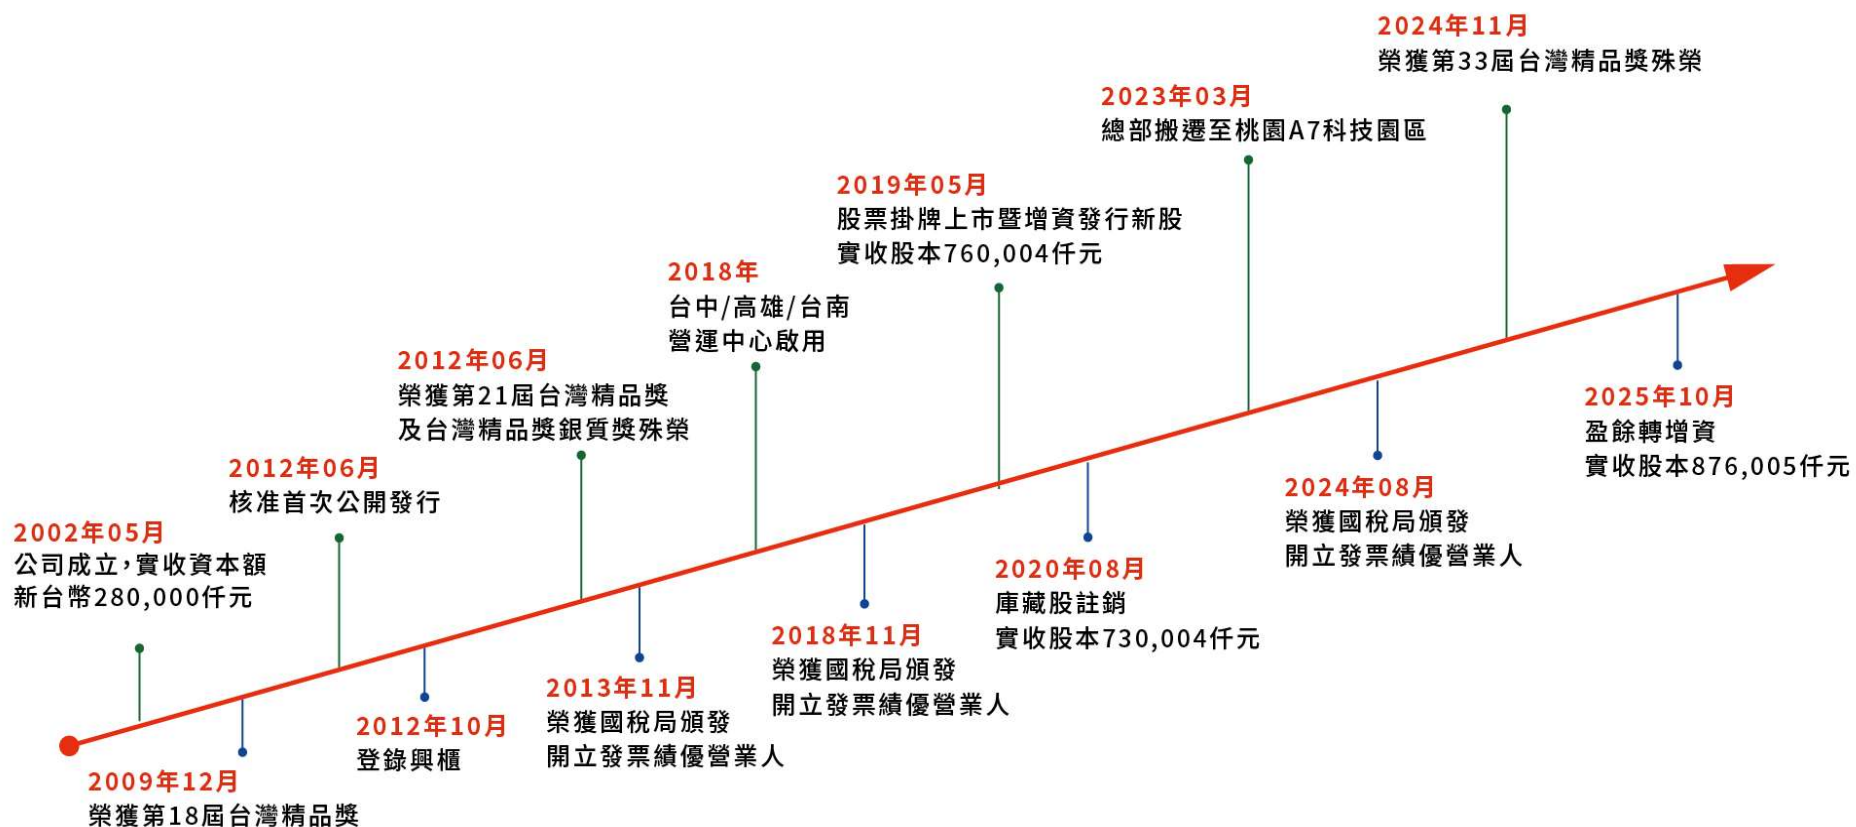 2002年05月
公司成立，實收資本額
新台幣280,000仟元
2009年12月
榮獲第18屆台灣精品獎
2012年06月
核准首次公開發行
2012年10月
登錄興櫃
2012年06月
榮獲第21屆台灣精品獎
及台灣精品獎銀質獎殊榮
2013年11月
榮獲國稅局頒發
開立發票績優營業人
2018年
台中/高雄/台南
營運中心啟用
2018年11月
榮獲國稅局頒發
開立發票績優營業人
2019年05月
股票掛牌上市暨增資發行新股
實收股本760,004仟元
2020年08月
庫藏股註銷
實收股本730,004仟元
2023年03月
總部搬遷至桃園A7科技園區
2024年08月
榮獲國稅局頒發
開立發票績優營業人
2024年11月
榮獲第33屆台灣精品獎殊榮
2025年10月
盈餘轉增資
實收股本876,005仟元